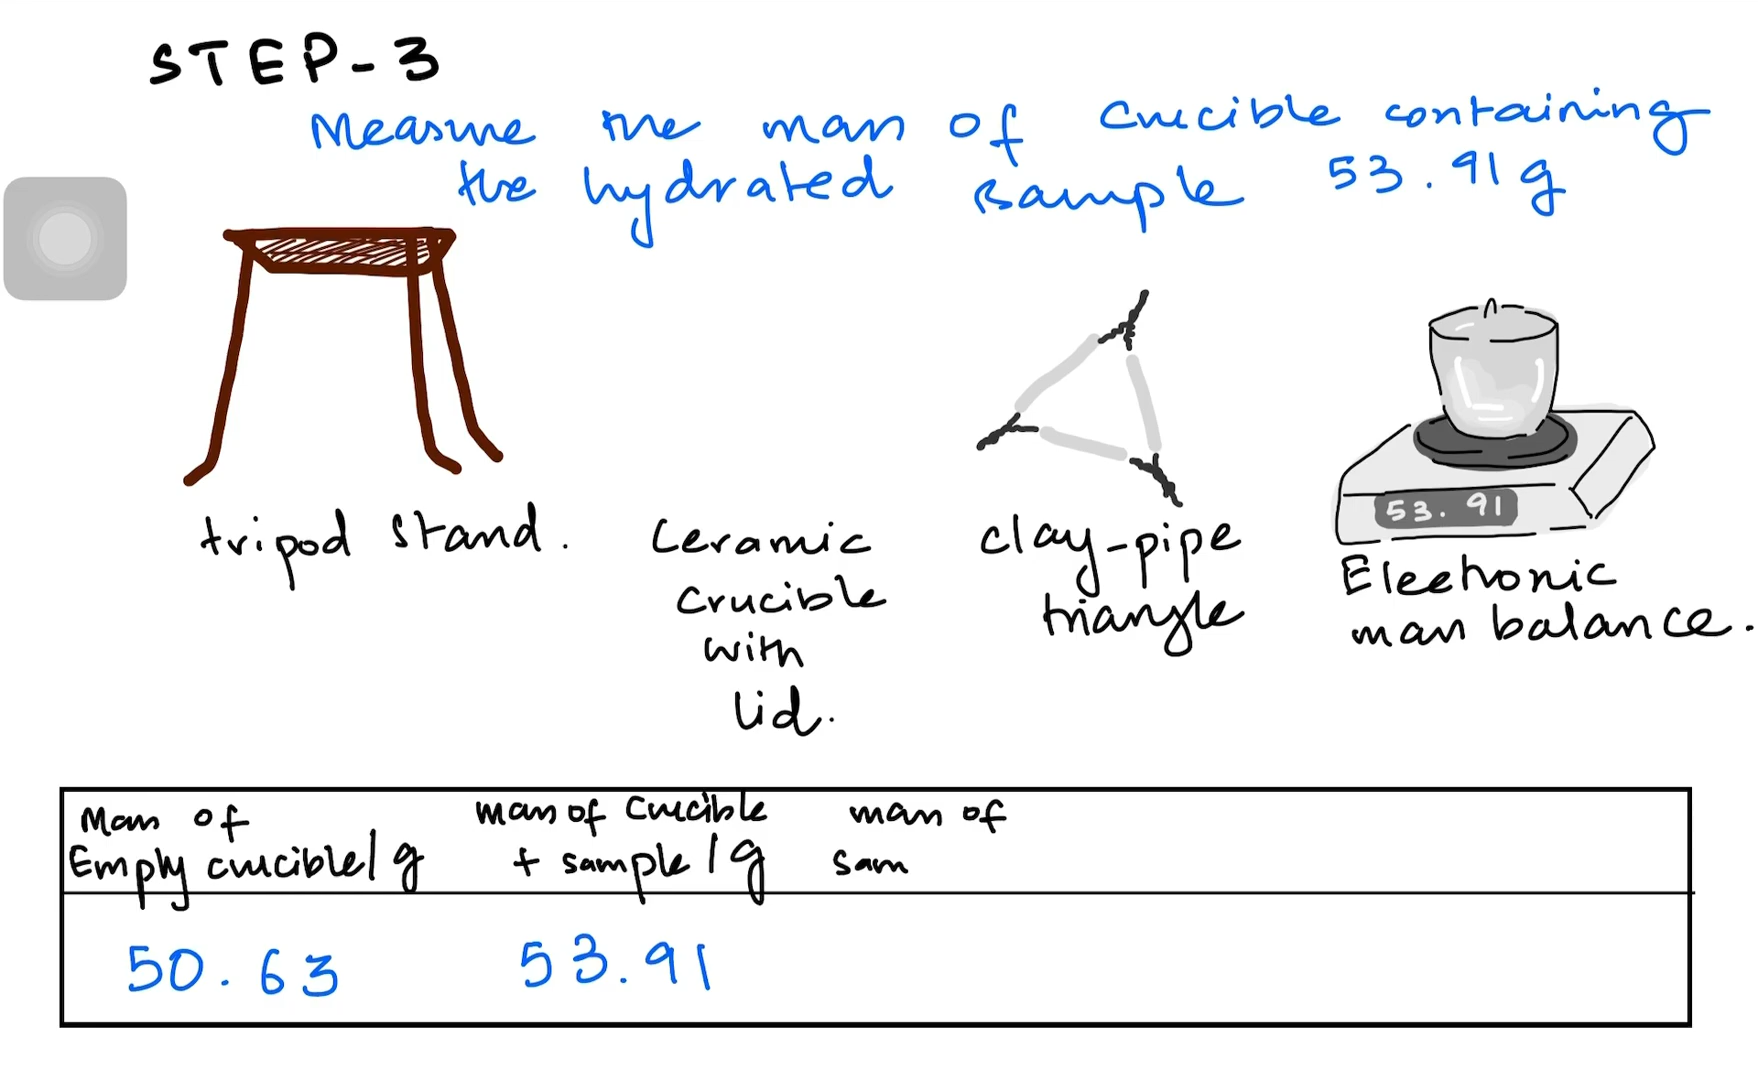 STEP-3
Measure the mass of crucible containing
the hydrated sample 53.91g
53.91
tripod stand.
Ceramic
crucible
with
lid.
clay-pipe
triangle
Electronic
mass balance.
Mass of
Empty crucible/g
mass of crucible
+ sample/g
mass of
sam
50.63
53.91